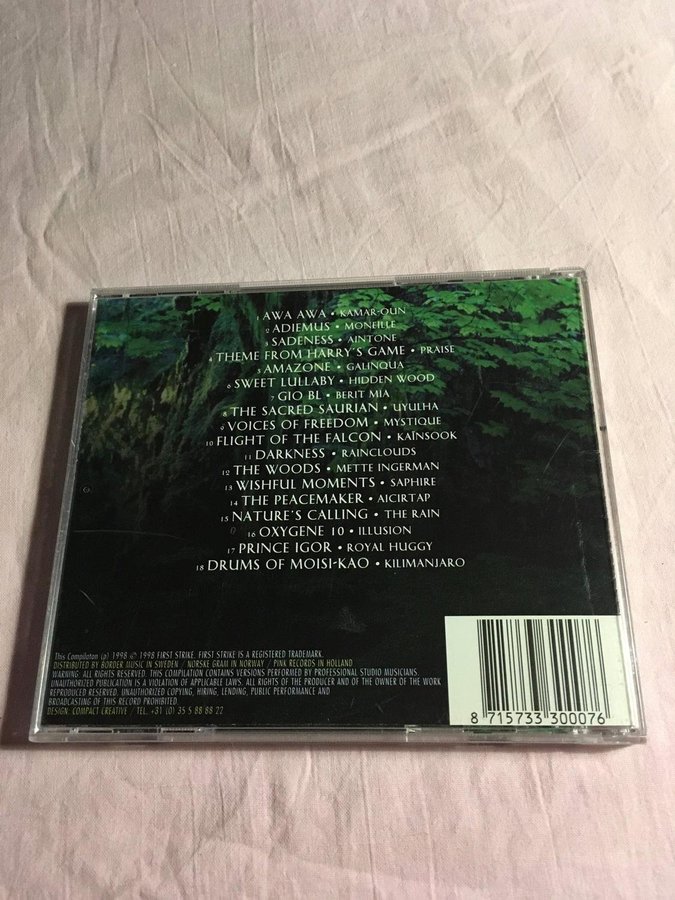 1 AWA AWA • KAMAR-OUN
2 ADIEMUS • MONEILLE
3 SADENESS • AINTONE
4 THEME FROM HARRY'S GAME • PRAISE
5 AMAZONE • GALINQUA
6 SWEET LULLABY • HIDDEN WOOD
7 GIO BL • BERIT MIA
8 THE SACRED SAURIAN • UYULHA
9 VOICES OF FREEDOM • MYSTIQUE
10 FLIGHT OF THE FALCON • KAÏNSOOK
11 DARKNESS • RAINCLOUDS
12 THE WOODS • METTE INGERMAN
13 WISHFUL MOMENTS • SAPHIRE
14 THE PEACEMAKER • AICIRTAP
15 NATURE'S CALLING • THE RAIN
16 OXYGENE 10 • ILLUSION
17 PRINCE IGOR • ROYAL HUGGY
18 DRUMS OF MOISI-KAO • KILIMANJARO
This Compilaton (p) 1998 © 1998 FIRST STRIKE. FIRST STRIKE IS A REGISTERED TRADEMARK.
DISTRIBUTED BY BORDER MUSIC IN SWEDEN / NORSKE GRAM IN NORWAY / PINK RECORDS IN HOLLAND
WARNING: ALL RIGHTS RESERVED. THIS COMPILATION CONTAINS VERSIONS PERFORMED BY PROFESSIONAL STUDIO MUSICIANS.
UNAUTHORIZED PUBLICATION IS A VIOLATION OF APPLICABLE LAWS. ALL RIGHTS OF THE PRODUCER AND OF THE OWNER OF THE WORK
REPRODUCED RESERVED. UNAUTHORIZED COPYING, HIRING, LENDING, PUBLIC PERFORMANCE AND
BROADCASTING OF THIS RECORD PROHIBITED.
DESIGN: COMPACT CREATIVE / TEL. +31 (0) 35 5 88 88 22
8 715733 300076